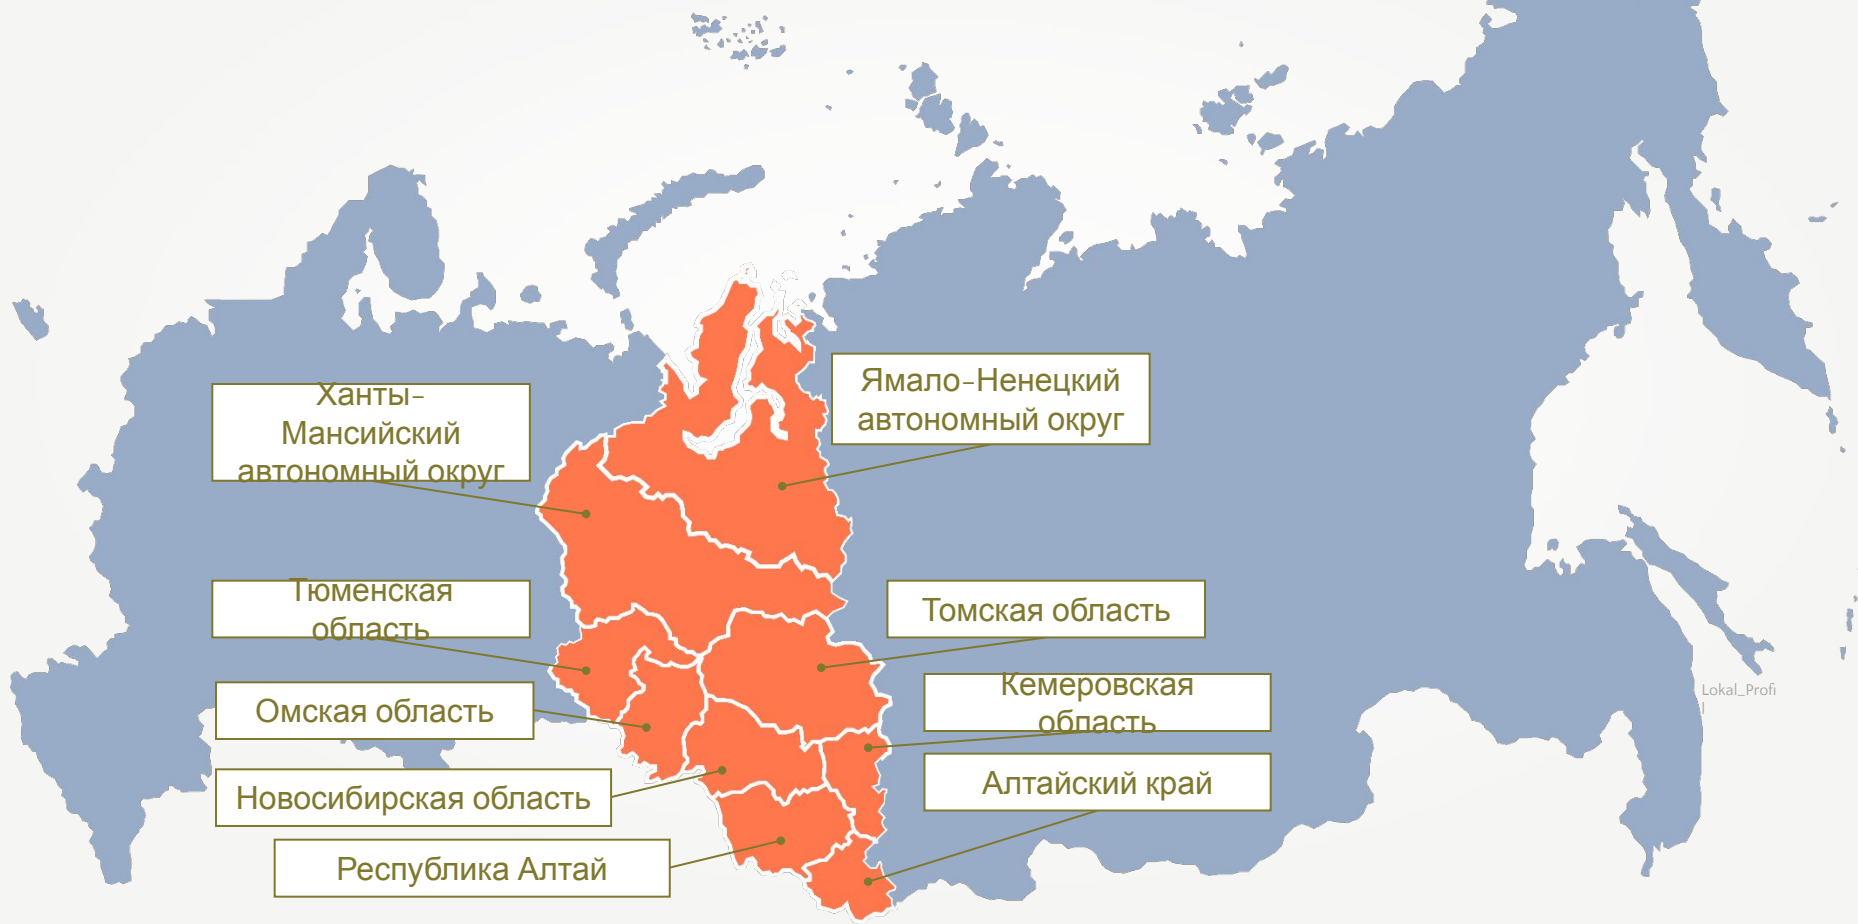 Ханты-
Мансийский
автономный округ
Ямало-Ненецкий
автономный округ
Тюменская
область
Томская область
Кемеровская
область
Омская область
Алтайский край
Новосибирская область
Республика Алтай
Lokal_Profi
l